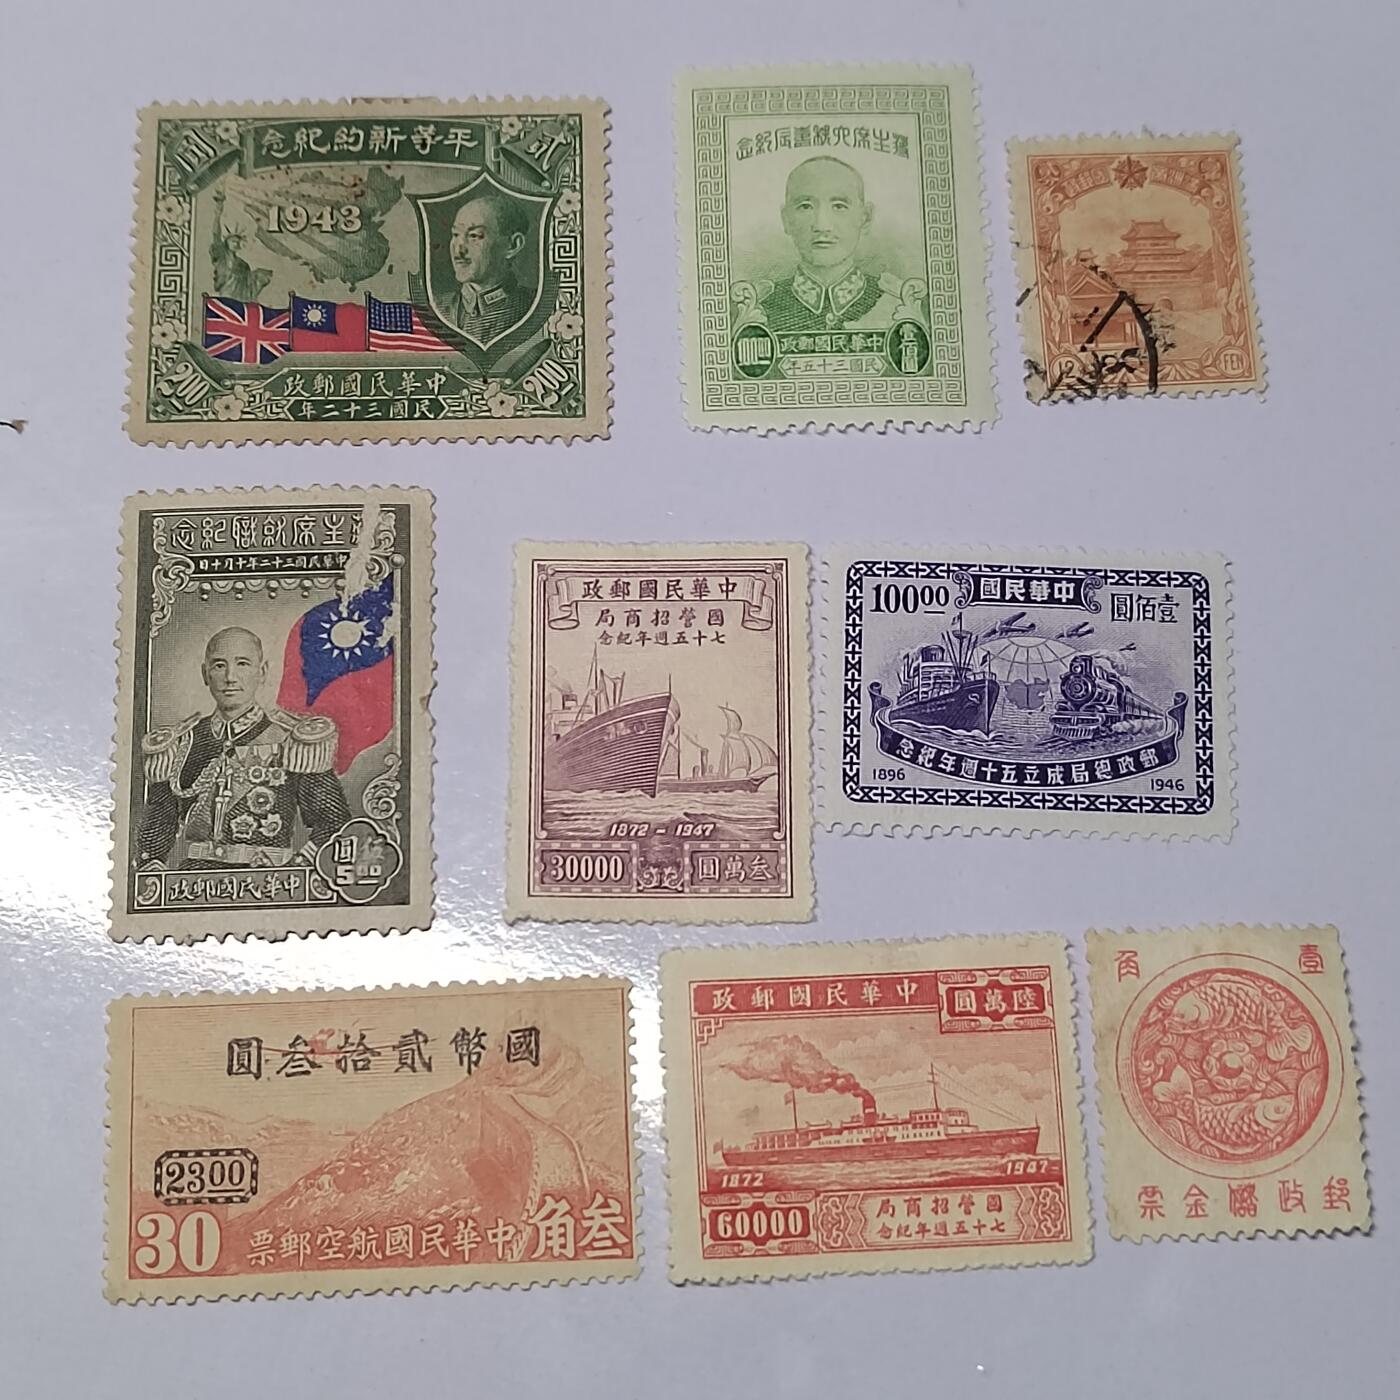 平等新約紀念
貳
圓
1943
200
200
中華民國郵政
民國三十二年
蔣主席六秩壽辰紀念
中華民國郵政
民國三十五年
12
FEN
蔣主席就職紀念
中華民國三十二年十月十日
伍圓
5.00
中華民國郵政
中華民國郵政
國營招商局
七十五週年紀念
1872 - 1947
30000
叁萬圓
中華民國
100.00
壹佰圓
郵政總局成立五十週年紀念
1896
1946
國幣貳拾叁圓
23.00
30
叁角
中華民國航空郵票
中華民國郵政
陸萬圓
1872
1947
60000
國營招商局
七十五週年紀念
壹角
郵政儲金票